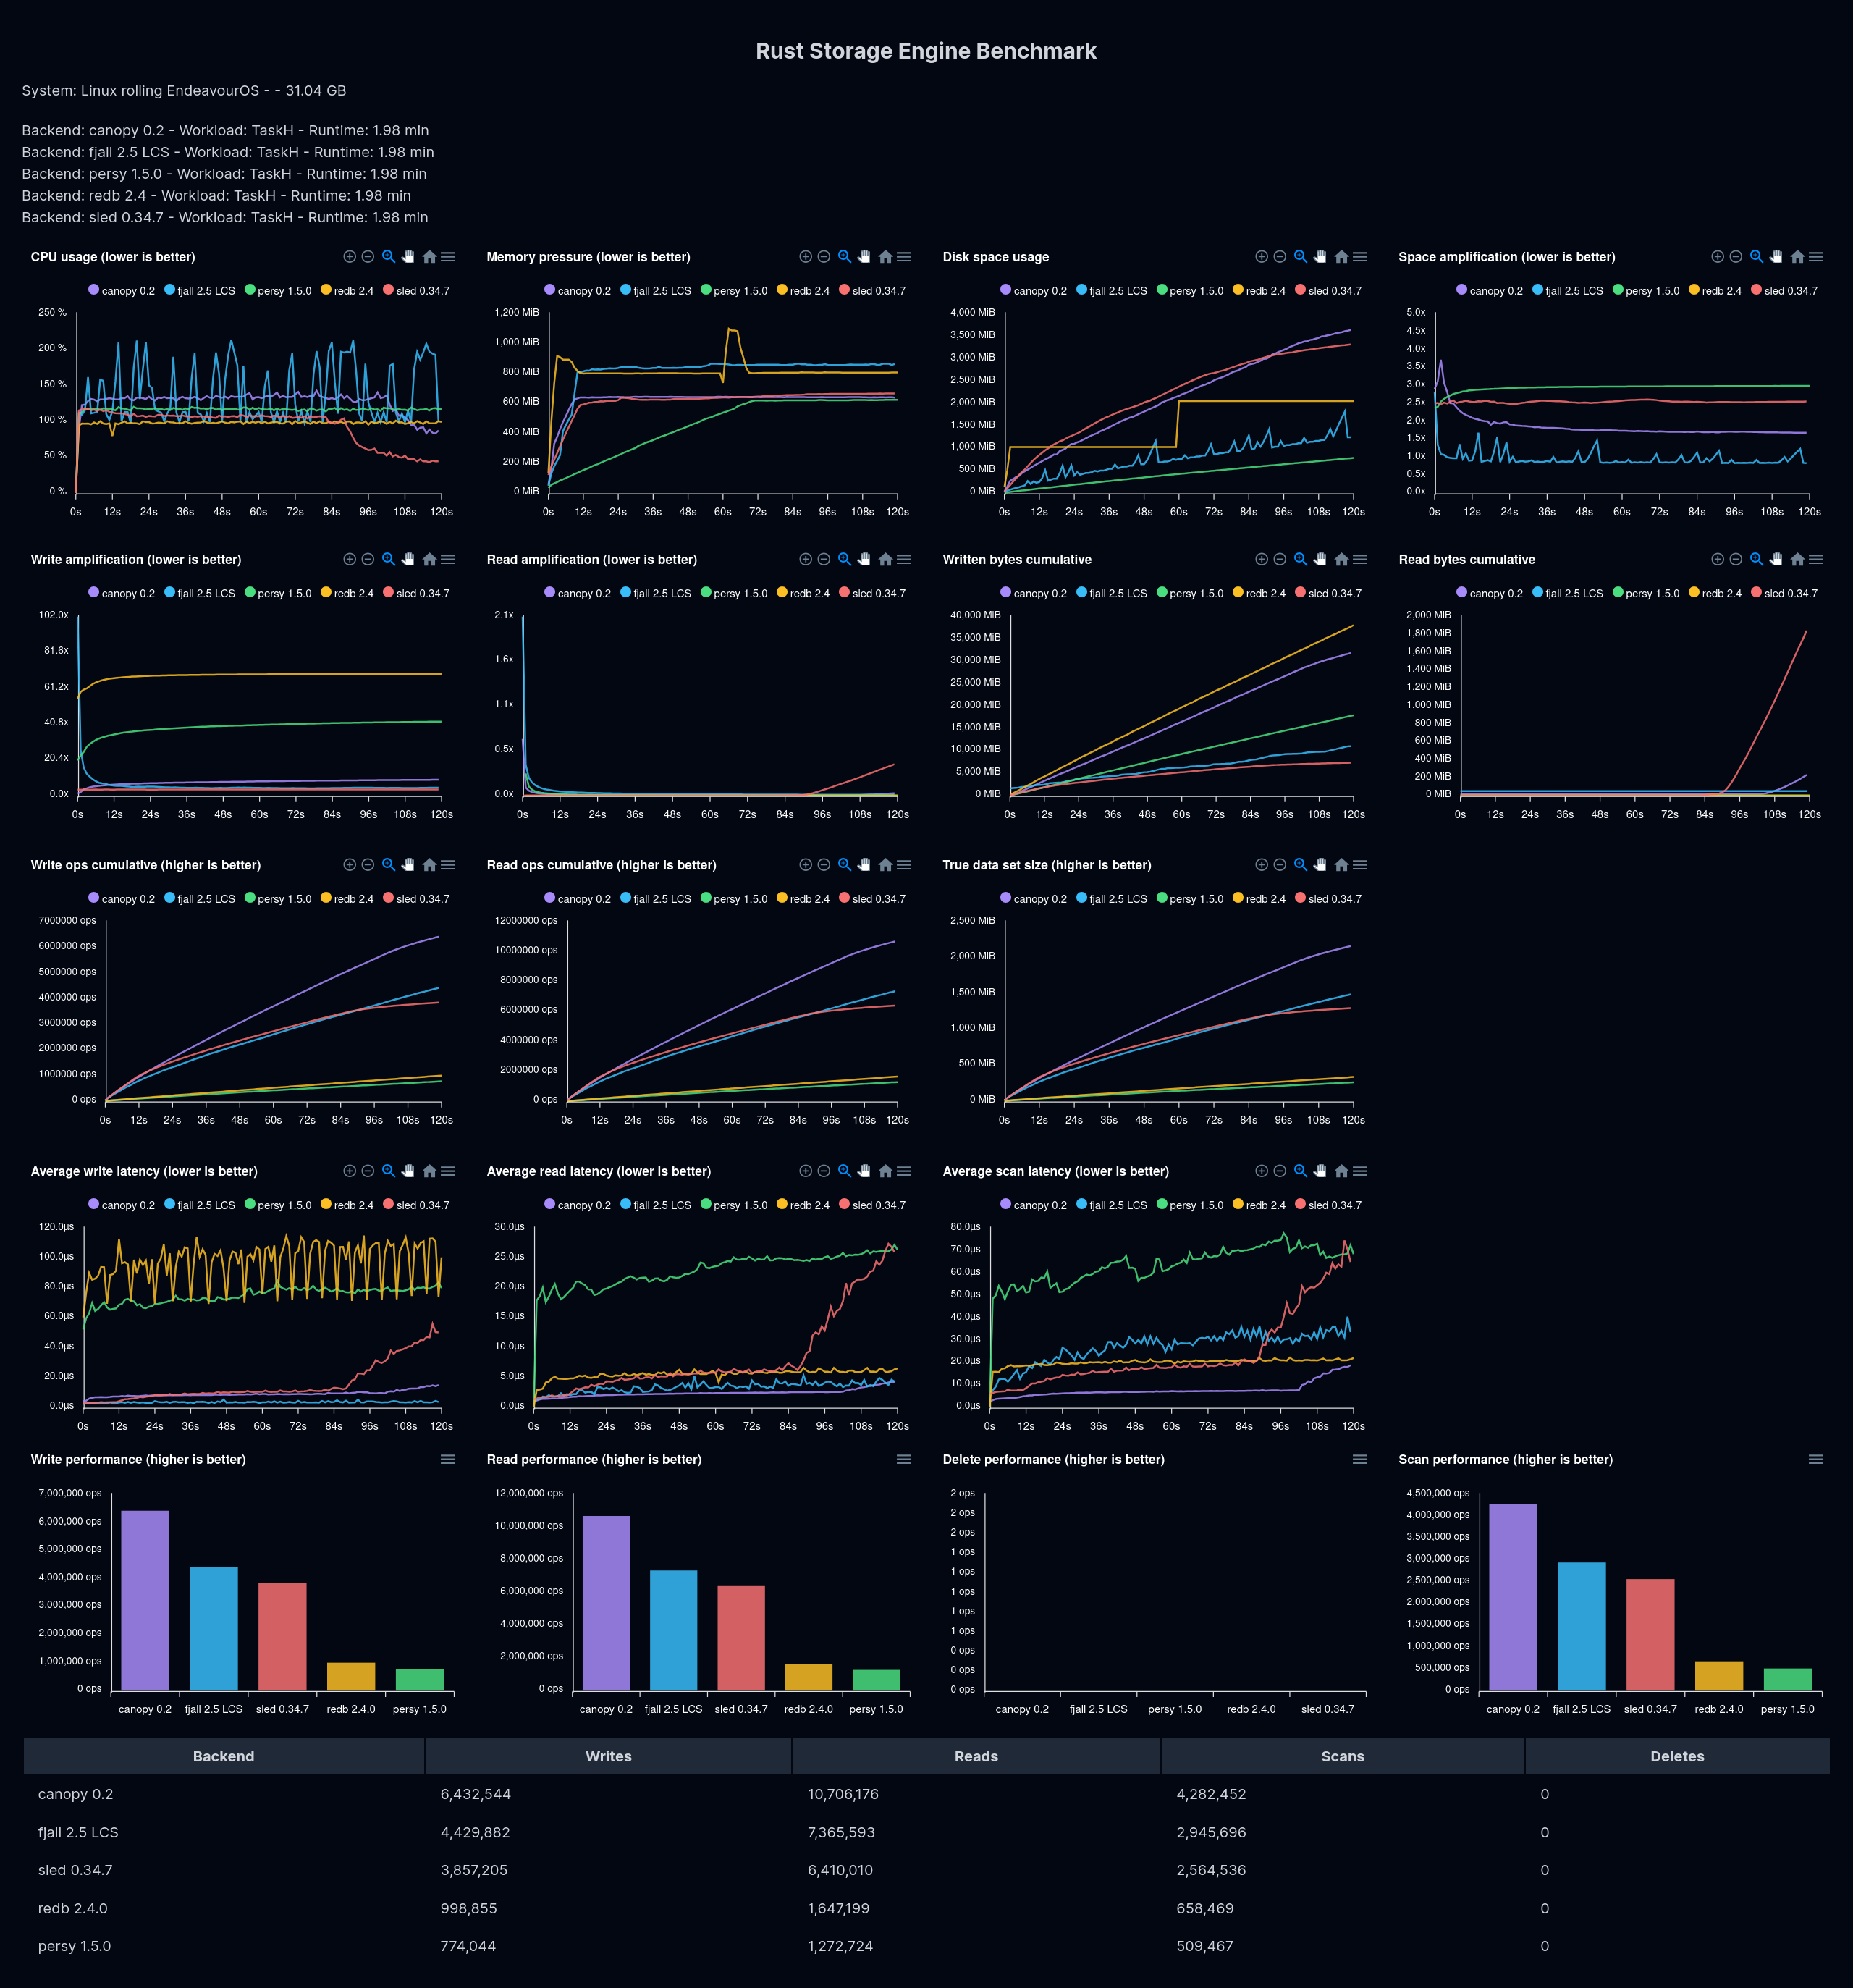 Rust Storage Engine Benchmark
System: Linux rolling EndeavourOS - - 31.04 GB
Backend: canopy 0.2 - Workload: TaskH - Runtime: 1.98 min
Backend: fjall 2.5 LCS - Workload: TaskH - Runtime: 1.98 min
Backend: persy 1.5.0 - Workload: TaskH - Runtime: 1.98 min
Backend: redb 2.4 - Workload: TaskH - Runtime: 1.98 min
Backend: sled 0.34.7 - Workload: TaskH - Runtime: 1.98 min
CPU usage (lower is better)
canopy 0.2 fjall 2.5 LCS persy 1.5.0 redb 2.4 sled 0.34.7
250 %
200 %
150 %
100 %
50 %
0 %
0s 12s 24s 36s 48s 60s 72s 84s 96s 108s 120s
Memory pressure (lower is better)
canopy 0.2 fjall 2.5 LCS persy 1.5.0 redb 2.4 sled 0.34.7
1,200 MiB
1,000 MiB
800 MiB
600 MiB
400 MiB
200 MiB
0 MiB
0s 12s 24s 36s 48s 60s 72s 84s 96s 108s 120s
Disk space usage
canopy 0.2 fjall 2.5 LCS persy 1.5.0 redb 2.4 sled 0.34.7
4,000 MiB
3,500 MiB
3,000 MiB
2,500 MiB
2,000 MiB
1,500 MiB
1,000 MiB
500 MiB
0 MiB
0s 12s 24s 36s 48s 60s 72s 84s 96s 108s 120s
Space amplification (lower is better)
canopy 0.2 fjall 2.5 LCS persy 1.5.0 redb 2.4 sled 0.34.7
5.0x
4.5x
4.0x
3.5x
3.0x
2.5x
2.0x
1.5x
1.0x
0.5x
0.0x
0s 12s 24s 36s 48s 60s 72s 84s 96s 108s 120s
Write amplification (lower is better)
canopy 0.2 fjall 2.5 LCS persy 1.5.0 redb 2.4 sled 0.34.7
102.0x
81.6x
61.2x
40.8x
20.4x
0.0x
0s 12s 24s 36s 48s 60s 72s 84s 96s 108s 120s
Read amplification (lower is better)
canopy 0.2 fjall 2.5 LCS persy 1.5.0 redb 2.4 sled 0.34.7
2.1x
1.6x
1.1x
0.5x
0.0x
0s 12s 24s 36s 48s 60s 72s 84s 96s 108s 120s
Written bytes cumulative
canopy 0.2 fjall 2.5 LCS persy 1.5.0 redb 2.4 sled 0.34.7
40,000 MiB
35,000 MiB
30,000 MiB
25,000 MiB
20,000 MiB
15,000 MiB
10,000 MiB
5,000 MiB
0 MiB
0s 12s 24s 36s 48s 60s 72s 84s 96s 108s 120s
Read bytes cumulative
canopy 0.2 fjall 2.5 LCS persy 1.5.0 redb 2.4 sled 0.34.7
2,000 MiB
1,800 MiB
1,600 MiB
1,400 MiB
1,200 MiB
1,000 MiB
800 MiB
600 MiB
400 MiB
200 MiB
0 MiB
0s 12s 24s 36s 48s 60s 72s 84s 96s 108s 120s
Write ops cumulative (higher is better)
canopy 0.2 fjall 2.5 LCS persy 1.5.0 redb 2.4 sled 0.34.7
7000000 ops
6000000 ops
5000000 ops
4000000 ops
3000000 ops
2000000 ops
1000000 ops
0 ops
0s 12s 24s 36s 48s 60s 72s 84s 96s 108s 120s
Read ops cumulative (higher is better)
canopy 0.2 fjall 2.5 LCS persy 1.5.0 redb 2.4 sled 0.34.7
12000000 ops
10000000 ops
8000000 ops
6000000 ops
4000000 ops
2000000 ops
0 ops
0s 12s 24s 36s 48s 60s 72s 84s 96s 108s 120s
True data set size (higher is better)
canopy 0.2 fjall 2.5 LCS persy 1.5.0 redb 2.4 sled 0.34.7
2,500 MiB
2,000 MiB
1,500 MiB
1,000 MiB
500 MiB
0 MiB
0s 12s 24s 36s 48s 60s 72s 84s 96s 108s 120s
Average write latency (lower is better)
canopy 0.2 fjall 2.5 LCS persy 1.5.0 redb 2.4 sled 0.34.7
120.0µs
100.0µs
80.0µs
60.0µs
40.0µs
20.0µs
0.0µs
0s 12s 24s 36s 48s 60s 72s 84s 96s 108s 120s
Average read latency (lower is better)
canopy 0.2 fjall 2.5 LCS persy 1.5.0 redb 2.4 sled 0.34.7
30.0µs
25.0µs
20.0µs
15.0µs
10.0µs
5.0µs
0.0µs
0s 12s 24s 36s 48s 60s 72s 84s 96s 108s 120s
Average scan latency (lower is better)
canopy 0.2 fjall 2.5 LCS persy 1.5.0 redb 2.4 sled 0.34.7
80.0µs
70.0µs
60.0µs
50.0µs
40.0µs
30.0µs
20.0µs
10.0µs
0.0µs
0s 12s 24s 36s 48s 60s 72s 84s 96s 108s 120s
Write performance (higher is better)
7,000,000 ops
6,000,000 ops
5,000,000 ops
4,000,000 ops
3,000,000 ops
2,000,000 ops
1,000,000 ops
0 ops
canopy 0.2 fjall 2.5 LCS sled 0.34.7 redb 2.4.0 persy 1.5.0
Read performance (higher is better)
12,000,000 ops
10,000,000 ops
8,000,000 ops
6,000,000 ops
4,000,000 ops
2,000,000 ops
0 ops
canopy 0.2 fjall 2.5 LCS sled 0.34.7 redb 2.4.0 persy 1.5.0
Delete performance (higher is better)
2 ops
2 ops
2 ops
1 ops
1 ops
1 ops
1 ops
1 ops
0 ops
0 ops
0 ops
canopy 0.2 fjall 2.5 LCS persy 1.5.0 redb 2.4.0 sled 0.34.7
Scan performance (higher is better)
4,500,000 ops
4,000,000 ops
3,500,000 ops
3,000,000 ops
2,500,000 ops
2,000,000 ops
1,500,000 ops
1,000,000 ops
500,000 ops
0 ops
canopy 0.2 fjall 2.5 LCS sled 0.34.7 redb 2.4.0 persy 1.5.0
Backend Writes Reads Scans Deletes
canopy 0.2 6,432,544 10,706,176 4,282,452 0
fjall 2.5 LCS 4,429,882 7,365,593 2,945,696 0
sled 0.34.7 3,857,205 6,410,010 2,564,536 0
redb 2.4.0 998,855 1,647,199 658,469 0
persy 1.5.0 774,044 1,272,724 509,467 0